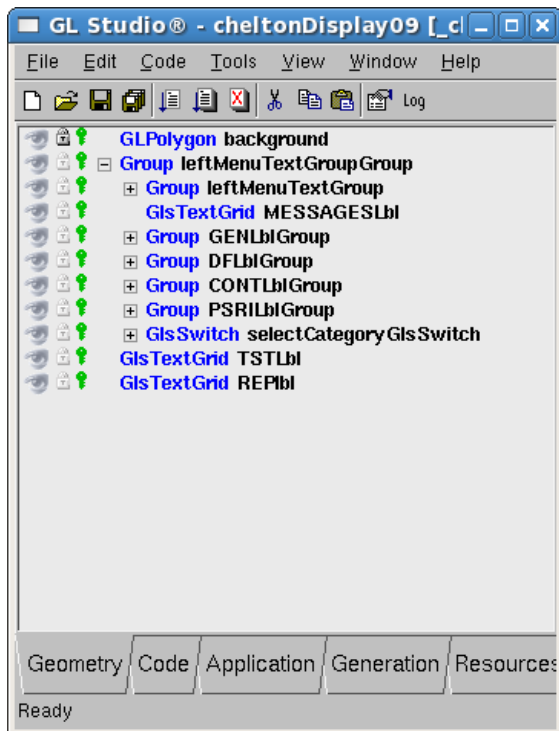 GL Studio® - cheltonDisplay09 [_cl
File Edit Code Tools View Window Help
Log
GLPolygon background
Group leftMenuTextGroupGroup
Group leftMenuTextGroup
GlsTextGrid MESSAGESLbl
Group GENLblGroup
Group DFLblGroup
Group CONTLblGroup
Group PSRILblGroup
GlsSwitch selectCategoryGlsSwitch
GlsTextGrid TSTLbl
GlsTextGrid REPlbl
Geometry Code Application Generation Resources
Ready